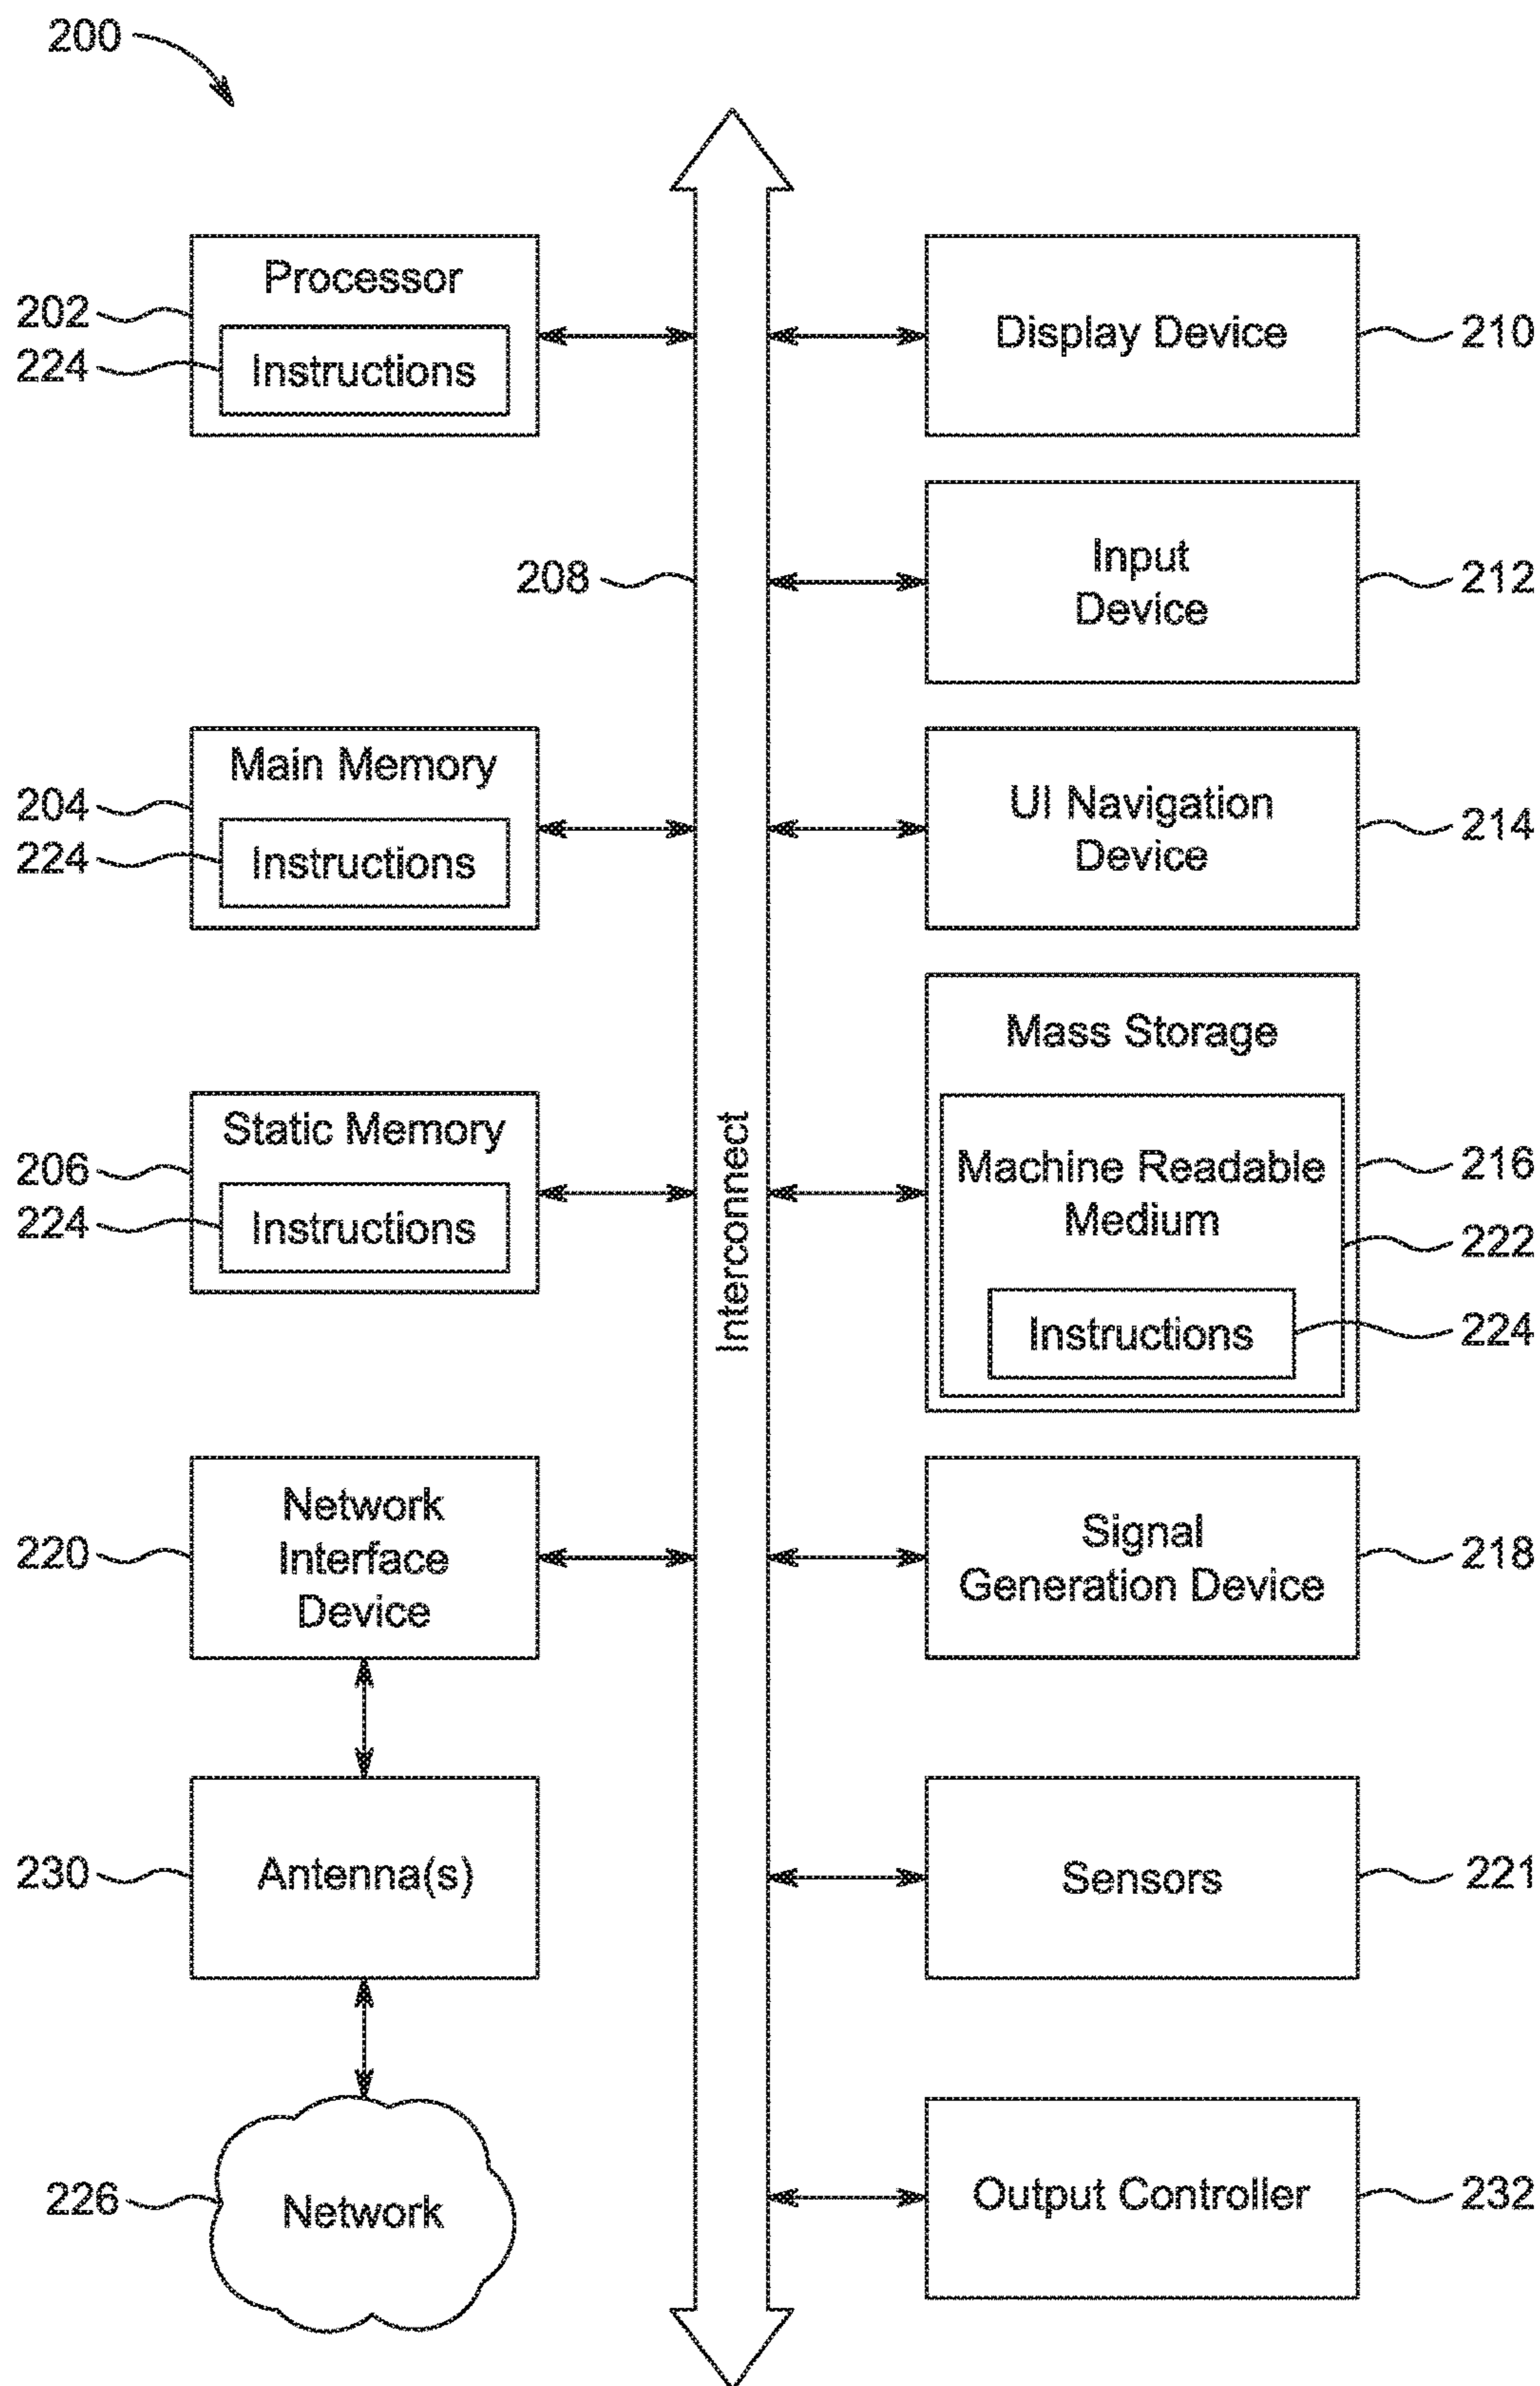 200
Processor
202
224
Instructions
Display Device
210
208
Input
Device
212
Main Memory
204
224
Instructions
UI Navigation
Device
214
Static Memory
206
224
Instructions
Interconnect
Mass Storage
Machine Readable
Medium
216
222
Instructions
224
Network
Interface
Device
220
Signal
Generation Device
218
230
Antenna(s)
Sensors
221
226
Network
Output Controller
232